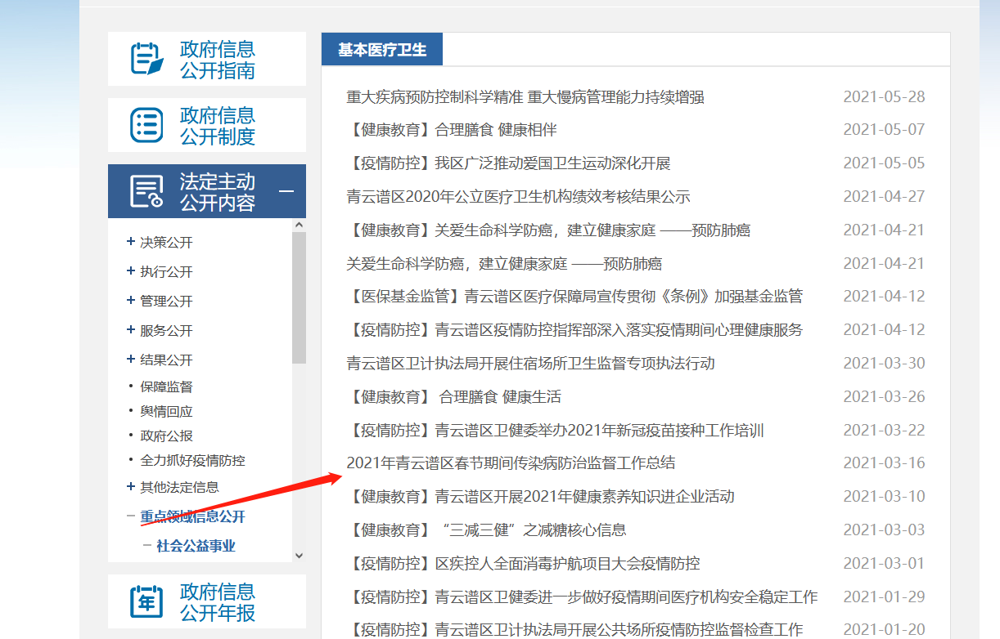 政府信息
公开指南
政府信息
公开制度
法定主动
公开内容
+ 决策公开
+ 执行公开
+ 管理公开
+ 服务公开
+ 结果公开
· 保障监督
· 舆情回应
· 政府公报
· 全力抓好疫情防控
+ 其他法定信息
— 重点领域信息公开
— 社会公益事业
年
政府信息
公开年报
基本医疗卫生
重大疾病预防控制科学精准 重大慢病管理能力持续增强 2021-05-28
【健康教育】合理膳食 健康相伴 2021-05-07
【疫情防控】我区广泛推动爱国卫生运动深化开展 2021-05-05
青云谱区2020年公立医疗卫生机构绩效考核结果公示 2021-04-27
【健康教育】关爱生命科学防癌，建立健康家庭 ——预防肺癌 2021-04-21
关爱生命科学防癌，建立健康家庭 ——预防肺癌 2021-04-21
【医保基金监管】青云谱区医疗保障局宣传贯彻《条例》加强基金监管 2021-04-12
【疫情防控】青云谱区疫情防控指挥部深入落实疫情期间心理健康服务 2021-04-12
青云谱区卫计执法局开展住宿场所卫生监督专项执法行动 2021-03-30
【健康教育】 合理膳食 健康生活 2021-03-26
【疫情防控】青云谱区卫健委举办2021年新冠疫苗接种工作培训 2021-03-22
2021年青云谱区春节期间传染病防治监督工作总结 2021-03-16
【健康教育】青云谱区开展2021年健康素养知识进企业活动 2021-03-10
【健康教育】“三减三健”之减糖核心信息 2021-03-03
【疫情防控】区疾控人全面消毒护航项目大会疫情防控 2021-03-01
【疫情防控】青云谱区卫健委进一步做好疫情期间医疗机构安全稳定工作 2021-01-29
【疫情防控】青云谱区卫计执法局开展公共场所疫情防控监督检查工作 2021-01-20